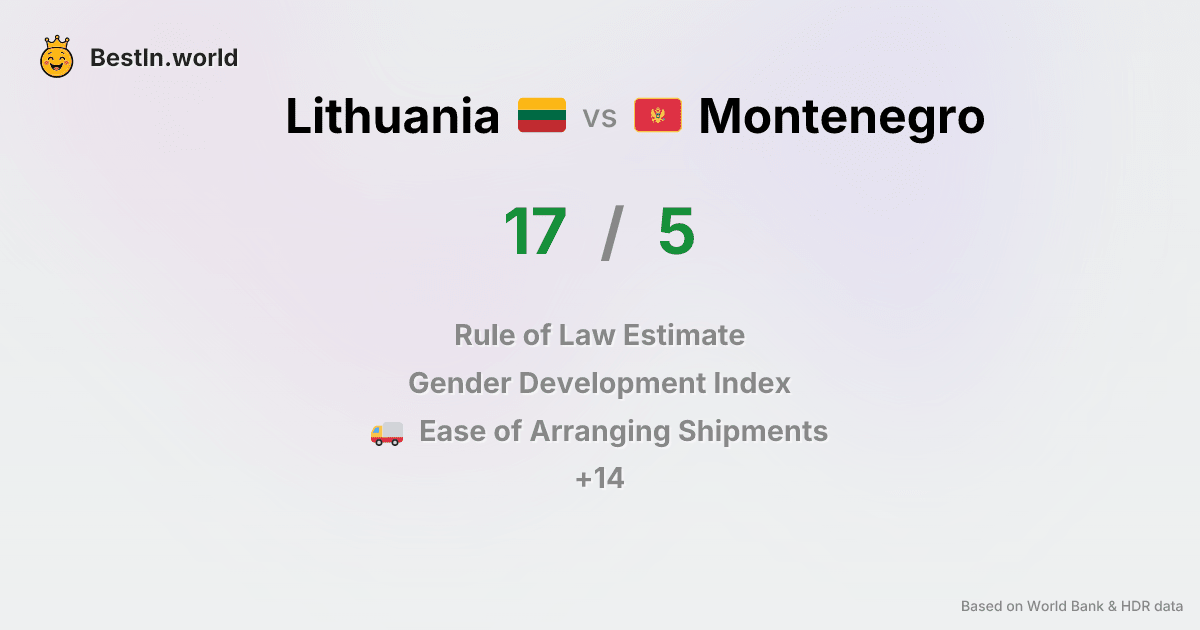 BestIn.world
Lithuania vs Montenegro
17 / 5
Rule of Law Estimate
Gender Development Index
Ease of Arranging Shipments
+14
Based on World Bank & HDR data